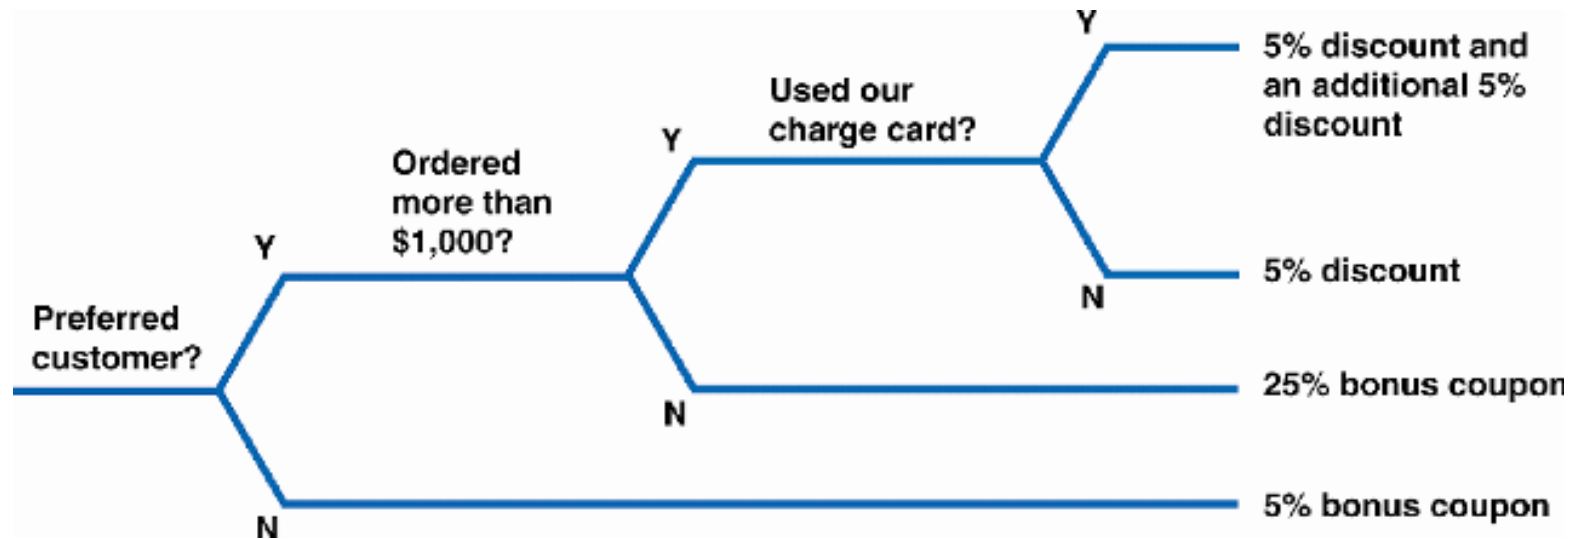 Preferred
customer?
Y
N
Ordered
more than
$1,000?
Y
N
Used our
charge card?
Y
N
5% discount and
an additional 5%
discount
5% discount
25% bonus coupon
5% bonus coupon